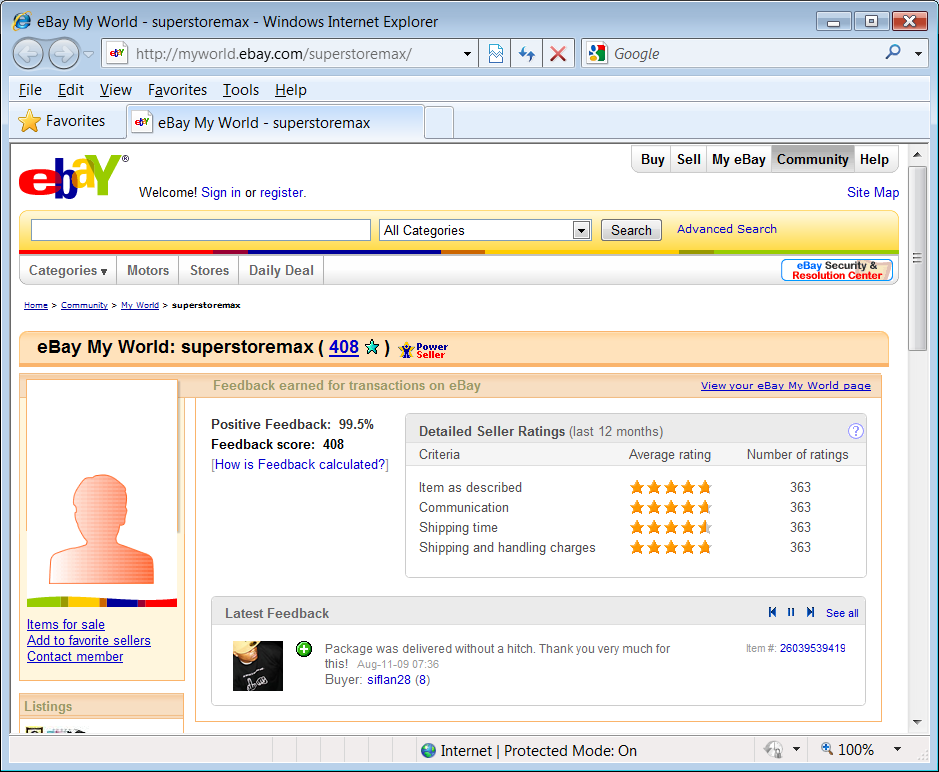 eBay My World - superstoremax - Windows Internet Explorer
http://myworld.ebay.com/superstoremax/
Google
File Edit View Favorites Tools Help
Favorites
eBay My World - superstoremax
ebaY®
Buy Sell My eBay Community Help
Welcome! Sign in or register.
Site Map
All Categories
Search
Advanced Search
Categories ▾ Motors Stores Daily Deal
eBay Security &
Resolution Center
Home > Community > My World > superstoremax
eBay My World: superstoremax ( 408 ☆ )
Power
Seller
Feedback earned for transactions on eBay
View your eBay My World page
Positive Feedback: 99.5%
Feedback score: 408
[How is Feedback calculated?]
Detailed Seller Ratings (last 12 months)
?
Criteria Average rating Number of ratings
Item as described 363
Communication 363
Shipping time 363
Shipping and handling charges 363
Items for sale
Add to favorite sellers
Contact member
Latest Feedback
See all
Package was delivered without a hitch. Thank you very much for
this! Aug-11-09 07:36
Item #: 26039539419
Buyer: siflan28 (8)
Listings
Internet | Protected Mode: On
100%